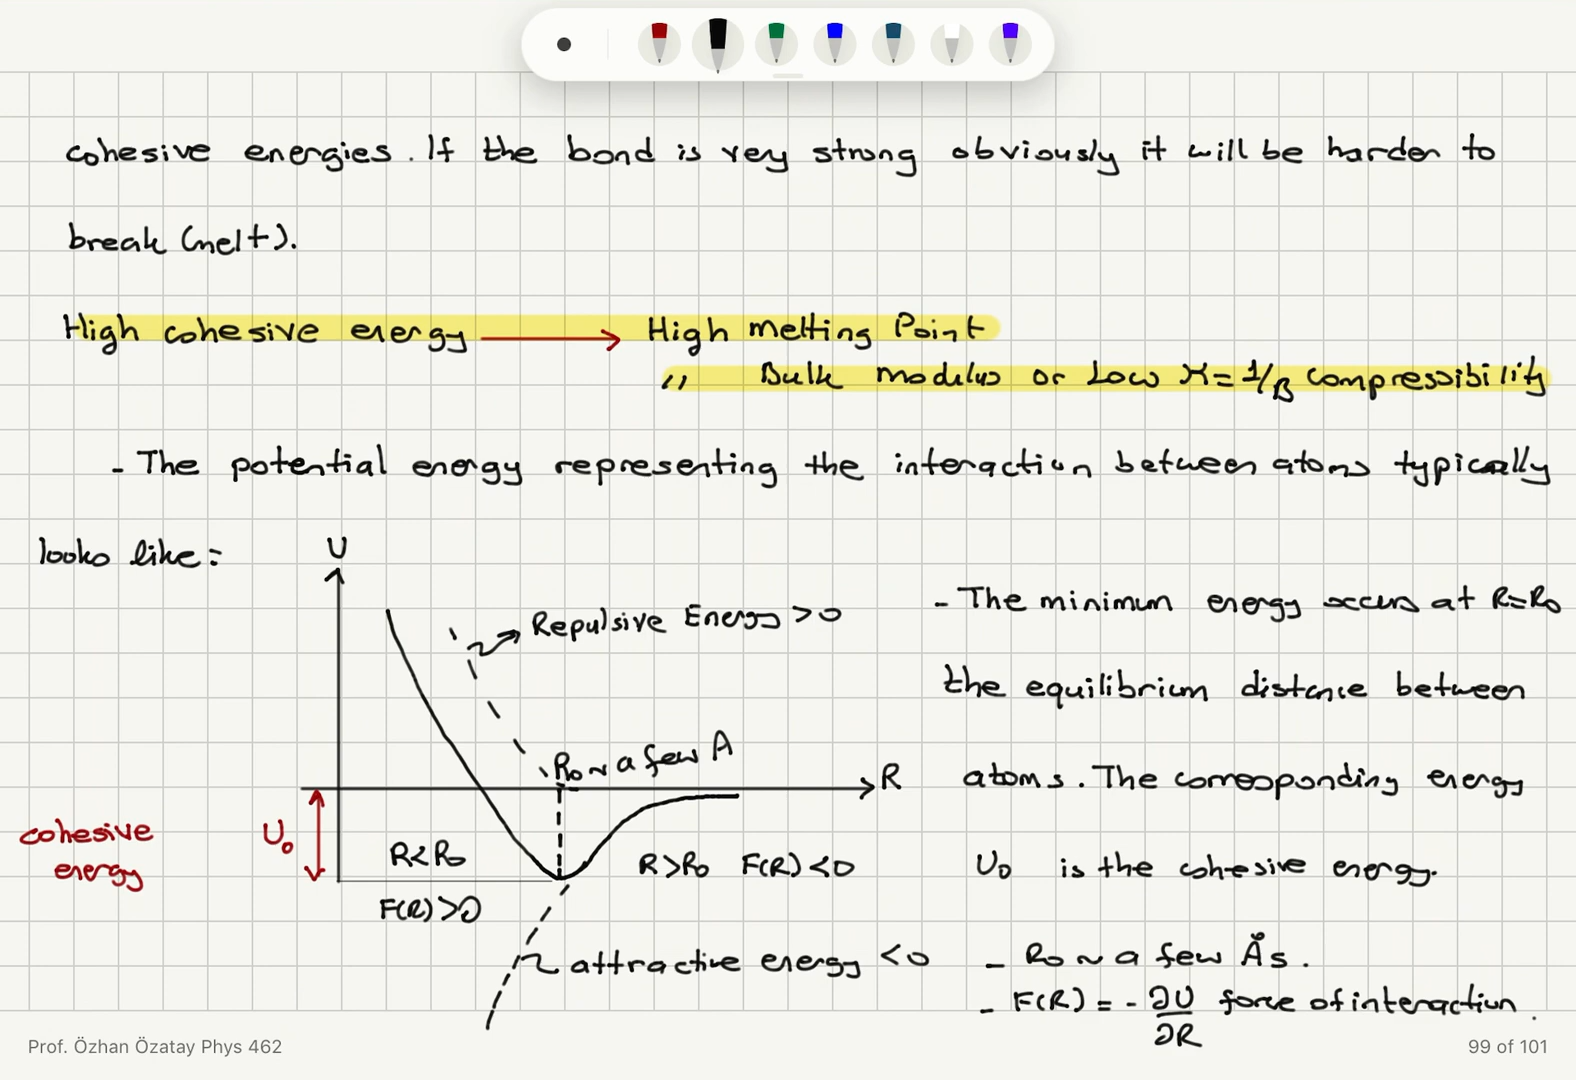 cohesive energies. If the bond is very strong obviously it will be harder to
break (melt).
High cohesive energy → High melting Point
" Bulk modulus or Low ϰ = 1/B compressibility
- The potential energy representing the interaction between atoms typically
looks like:
U
Repulsive Energy > 0
R₀ ~ a few A
R
cohesive
energy
U₀
R<R₀
F(R) > 0
R>R₀ F(R) < 0
attractive energy < 0
- The minimum energy occurs at R=R₀
the equilibrium distance between
atoms. The corresponding energy
U₀ is the cohesive energy.
- R₀ ~ a few Ås.
- F(R) = - ∂U/∂R force of interaction.
Prof. Özhan Özatay Phys 462
99 of 101